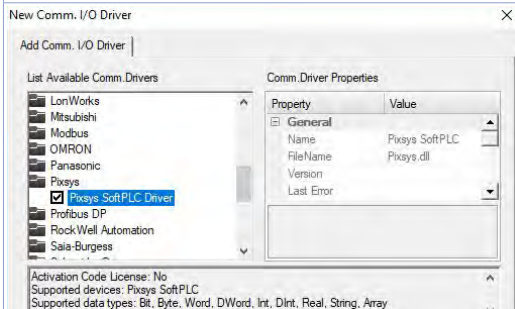 New Comm. I/O Driver
Add Comm. I/O Driver
List Available Comm.Drivers
LonWorks
Mitsubishi
Modbus
OMRON
Panasonic
Pixsys
Pixsys SoftPLC Driver
Profibus DP
RockWell Automation
Saia-Burgess
Comm.Driver Properties
Property Value
General
Name Pixsys SoftPLC
FileName Pixsys.dll
Version
Last Error
Activation Code License: No
Supported devices: Pixsys SoftPLC
Supported data types: Bit, Byte, Word, DWord, Int, DInt, Real, String, Array